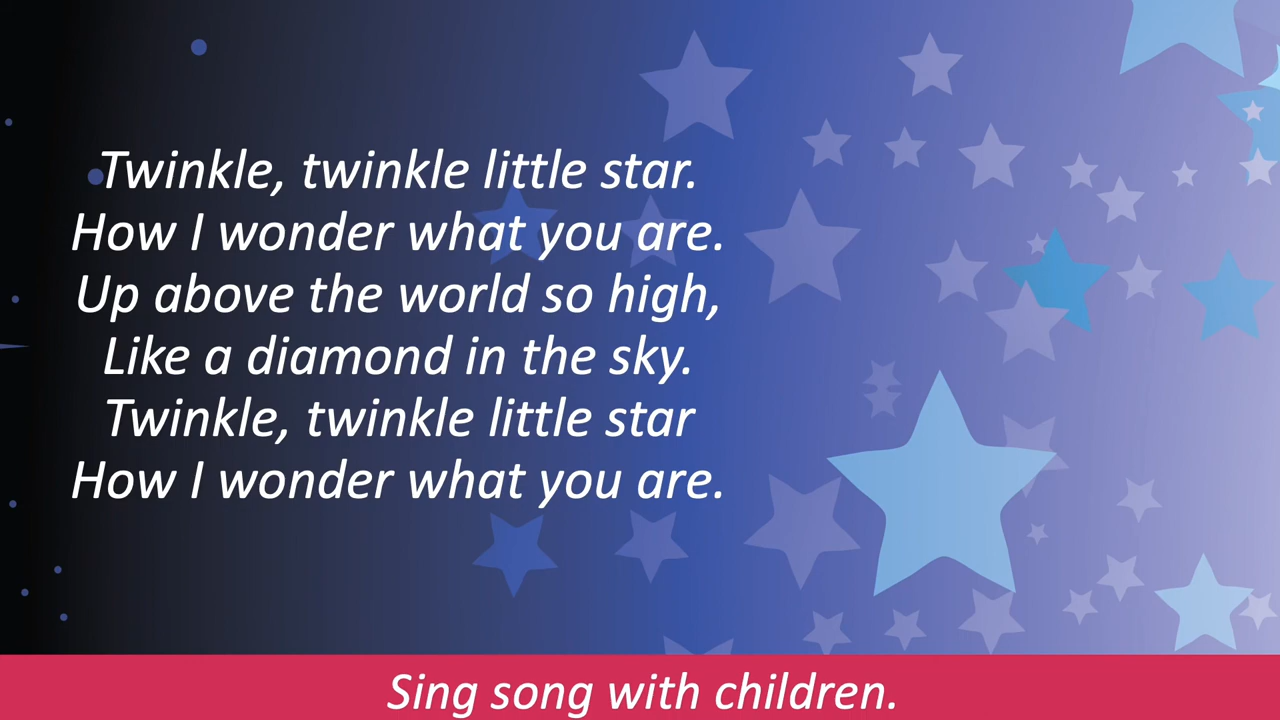 Twinkle, twinkle little star.
How I wonder what you are.
Up above the world so high,
Like a diamond in the sky.
Twinkle, twinkle little star
How I wonder what you are.
Sing song with children.